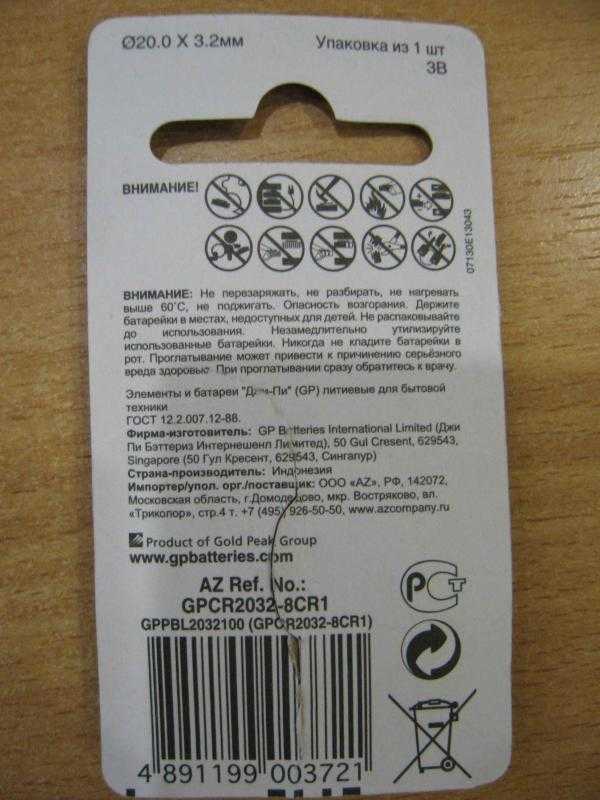 Ø20.0 X 3.2мм
Упаковка из 1 шт
3В
ВНИМАНИЕ!
07130E13043
ВНИМАНИЕ: Не перезаряжать, не разбирать, не нагревать
выше 60˚С, не поджигать. Опасность возгорания. Держите
батарейки в местах, недоступных для детей. Не распаковывайте
до использования. Незамедлительно утилизируйте
использованные батарейки. Никогда не кладите батарейки в
рот. Проглатывание может привести к причинению серьёзного
вреда здоровью. При проглатывании сразу обратитесь к врачу.
Элементы и батареи "Джи-Пи" (GP) литиевые для бытовой
техники
ГОСТ 12.2.007.12-88.
Фирма-изготовитель: GP Batteries International Limited (Джи
Пи Бэттериз Интернешенл Лимитед), 50 Gul Cresent, 629543,
Singapore (50 Гул Кресент, 629543, Сингапур)
Страна-производитель: Индонезия
Импортер/упол. орг./поставщик: ООО «AZ», РФ, 142072,
Московская область, г.Домодедово, мкр. Востряково, вл.
«Триколор», стр.4 т. +7 (495) 926-50-50, www.azcompany.ru
Product of Gold Peak Group
www.gpbatteries.com
AZ Ref. No.:
GPCR2032-8CR1
GPPBL2032100 (GPCR2032-8CR1)
РСТ
4 891199 003721